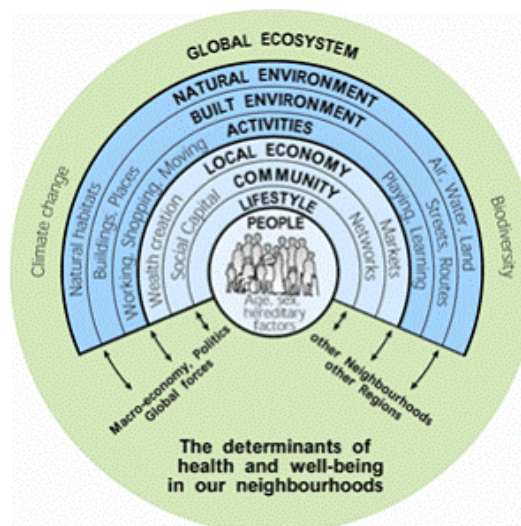 GLOBAL ECOSYSTEM
NATURAL ENVIRONMENT
BUILT ENVIRONMENT
ACTIVITIES
LOCAL ECONOMY
COMMUNITY
LIFESTYLE
PEOPLE
Age, sex,
hereditary
factors
Climate change
Natural habitats
Buildings, Places
Working, Shopping, Moving
Wealth creation
Social Capital
Networks
Markets
Playing, Learning
Streets, Routes
Air, Water, Land
Biodiversity
Macro-economy, Politics
Global forces
other Neighbourhoods
other Regions
The determinants of
health and well-being
in our neighbourhoods